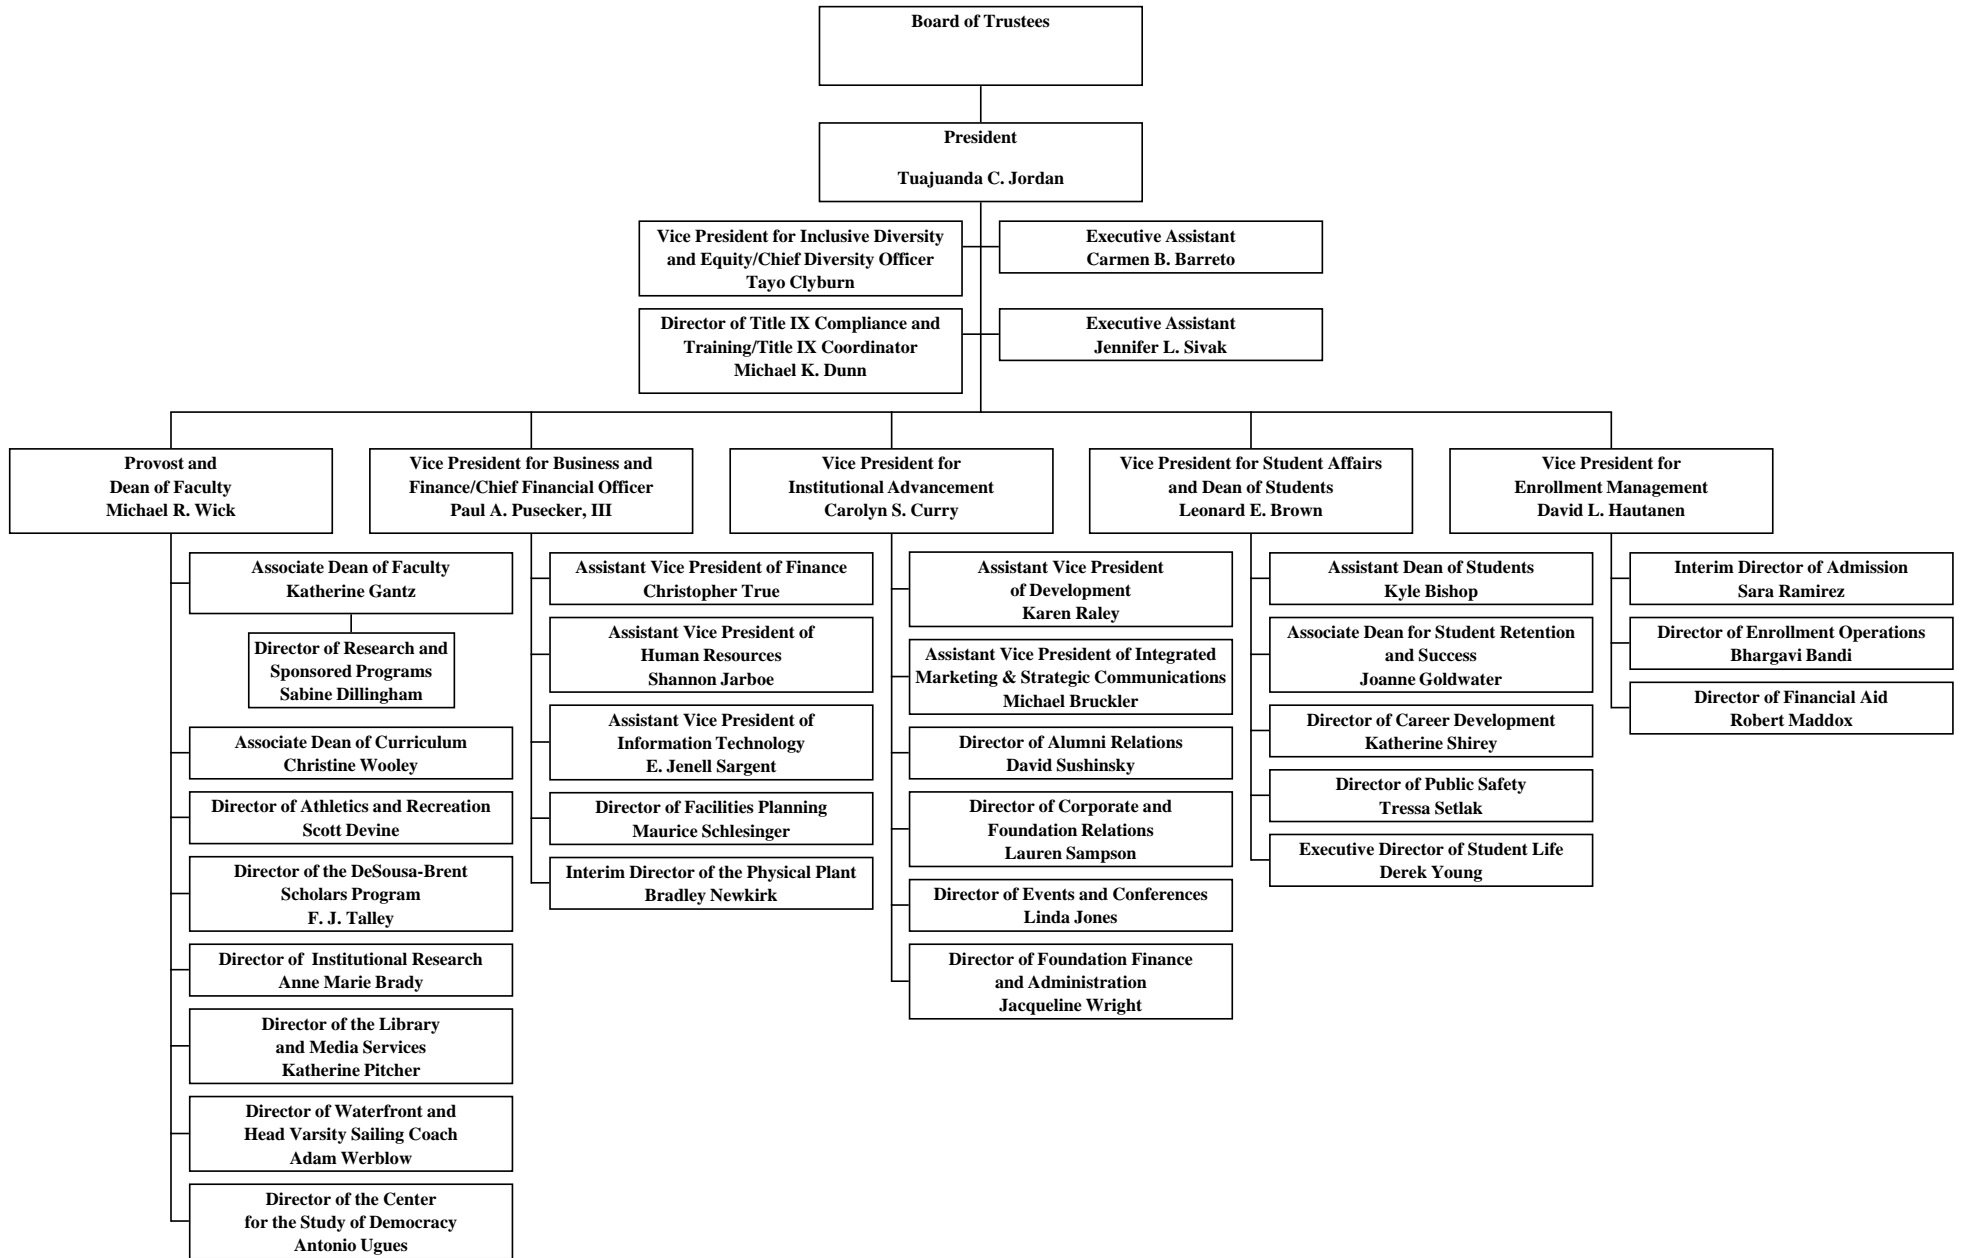 Board of Trustees
President
Tuajuanda C. Jordan
Vice President for Inclusive Diversity
and Equity/Chief Diversity Officer
Tayo Clyburn
Executive Assistant
Carmen B. Barreto
Director of Title IX Compliance and
Training/Title IX Coordinator
Michael K. Dunn
Executive Assistant
Jennifer L. Sivak
Provost and
Dean of Faculty
Michael R. Wick
Vice President for Business and
Finance/Chief Financial Officer
Paul A. Pusecker, III
Vice President for
Institutional Advancement
Carolyn S. Curry
Vice President for Student Affairs
and Dean of Students
Leonard E. Brown
Vice President for
Enrollment Management
David L. Hautanen
Associate Dean of Faculty
Katherine Gantz
Director of Research and
Sponsored Programs
Sabine Dillingham
Associate Dean of Curriculum
Christine Wooley
Director of Athletics and Recreation
Scott Devine
Director of the DeSousa-Brent
Scholars Program
F. J. Talley
Director of  Institutional Research
Anne Marie Brady
Director of the Library
and Media Services
Katherine Pitcher
Director of Waterfront and
Head Varsity Sailing Coach
Adam Werblow
Director of the Center
for the Study of Democracy
Antonio Ugues
Assistant Vice President of Finance
Christopher True
Assistant Vice President of
Human Resources
Shannon Jarboe
Assistant Vice President of
Information Technology
E. Jenell Sargent
Director of Facilities Planning
Maurice Schlesinger
Interim Director of the Physical Plant
Bradley Newkirk
Assistant Vice President
of Development
Karen Raley
Assistant Vice President of Integrated
Marketing & Strategic Communications
Michael Bruckler
Director of Alumni Relations
David Sushinsky
Director of Corporate and
Foundation Relations
Lauren Sampson
Director of Events and Conferences
Linda Jones
Director of Foundation Finance
and Administration
Jacqueline Wright
Assistant Dean of Students
Kyle Bishop
Associate Dean for Student Retention
and Success
Joanne Goldwater
Director of Career Development
Katherine Shirey
Director of Public Safety
Tressa Setlak
Executive Director of Student Life
Derek Young
Interim Director of Admission
Sara Ramirez
Director of Enrollment Operations
Bhargavi Bandi
Director of Financial Aid
Robert Maddox